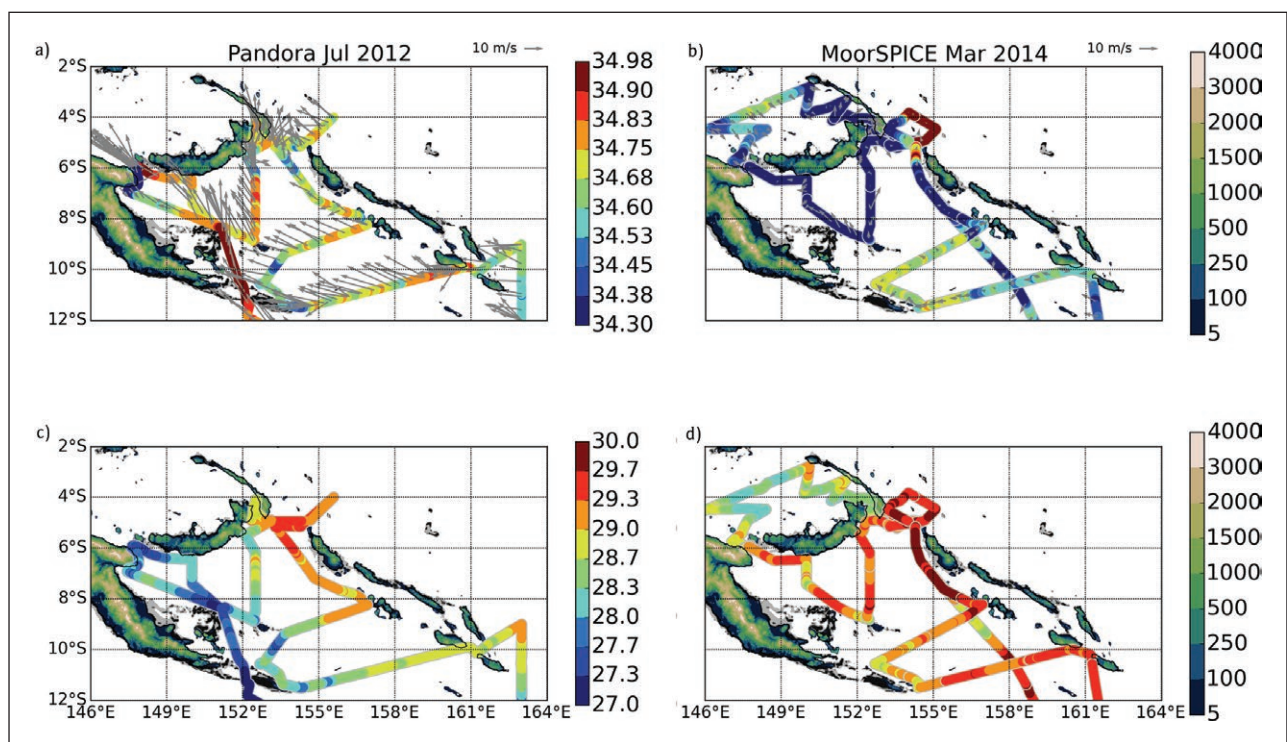 a) Pandora Jul 2012 10 m/s
2°S
4°S
6°S
8°S
10°S
12°S
34.98
34.90
34.83
34.75
34.68
34.60
34.53
34.45
34.38
34.30
b) MoorSPICE Mar 2014 10 m/s
4000
3000
2000
1500
1000
500
250
100
5
c)
2°S
4°S
6°S
8°S
10°S
12°S
146°E 149°E 152°E 155°E 158°E 161°E 164°E
30.0
29.7
29.3
29.0
28.7
28.3
28.0
27.7
27.3
27.0
d)
146°E 149°E 152°E 155°E 158°E 161°E 164°E
4000
3000
2000
1500
1000
500
250
100
5